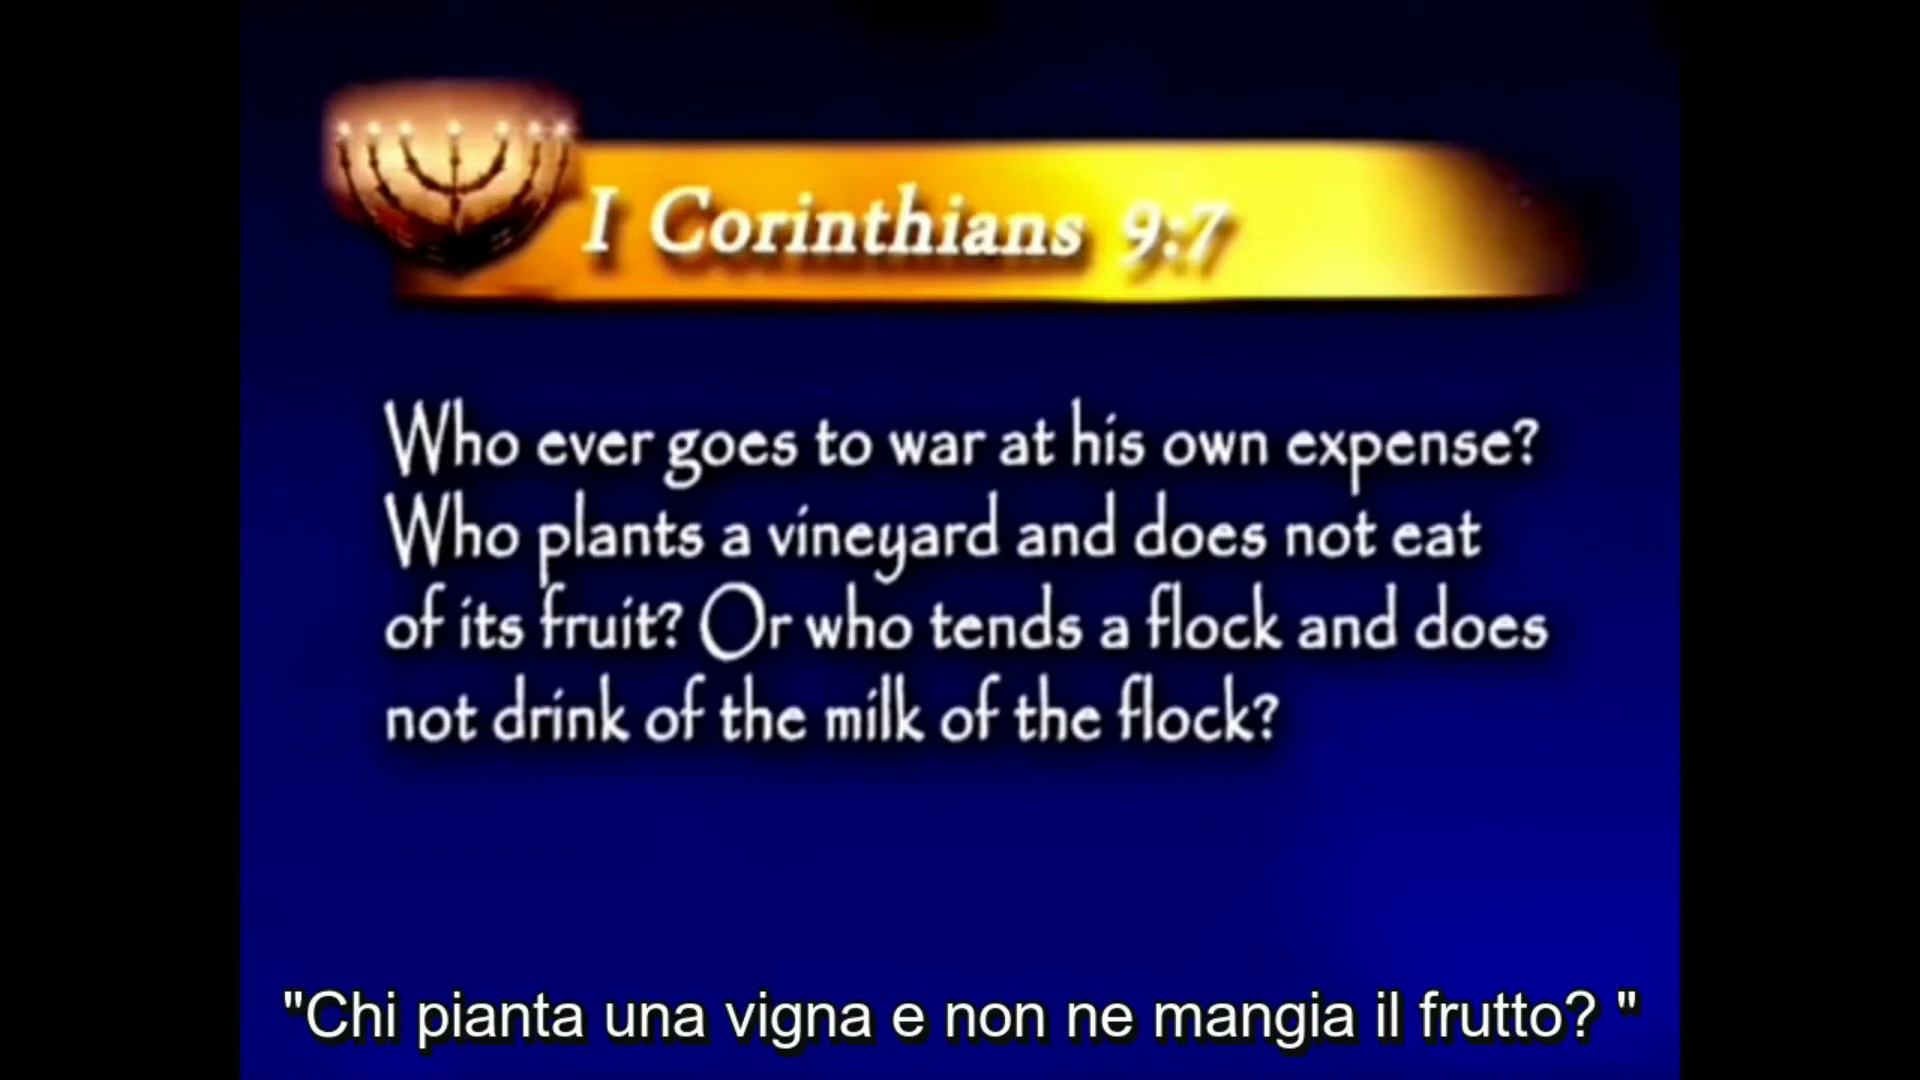 I Corinthians 9:7
Who ever goes to war at his own expense?
Who plants a vineyard and does not eat
of its fruit? Or who tends a flock and does
not drink of the milk of the flock?
"Chi pianta una vigna e non ne mangia il frutto? "